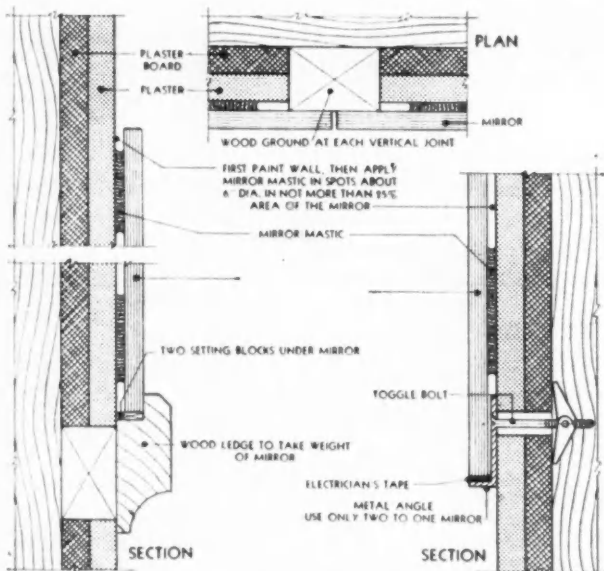 PLAN
PLASTER
BOARD
PLASTER
MIRROR
WOOD GROUND AT EACH VERTICAL JOINT
FIRST PAINT WALL, THEN APPLY
MIRROR MASTIC IN SPOTS ABOUT
6" DIA. IN NOT MORE THAN 25%
AREA OF THE MIRROR
MIRROR MASTIC
TWO SETTING BLOCKS UNDER MIRROR
TOGGLE BOLT
WOOD LEDGE TO TAKE WEIGHT
OF MIRROR
ELECTRICIAN'S TAPE
METAL ANGLE
USE ONLY TWO TO ONE MIRROR
SECTION
SECTION